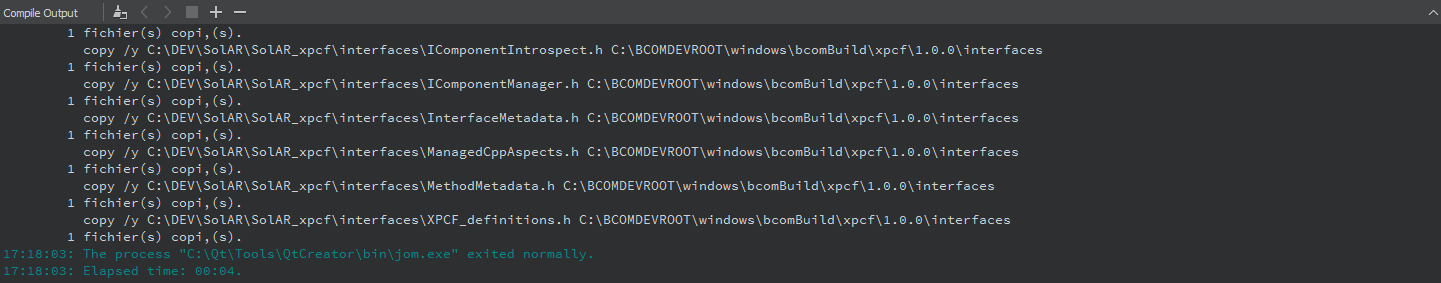 Compile Output
1 fichier(s) copi,(s).
copy /y C:\DEV\SolAR\SolAR_xpcf\interfaces\IComponentIntrospect.h C:\BCOMDEVROOT\windows\bcomBuild\xpcf\1.0.0\interfaces
1 fichier(s) copi,(s).
copy /y C:\DEV\SolAR\SolAR_xpcf\interfaces\IComponentManager.h C:\BCOMDEVROOT\windows\bcomBuild\xpcf\1.0.0\interfaces
1 fichier(s) copi,(s).
copy /y C:\DEV\SolAR\SolAR_xpcf\interfaces\InterfaceMetadata.h C:\BCOMDEVROOT\windows\bcomBuild\xpcf\1.0.0\interfaces
1 fichier(s) copi,(s).
copy /y C:\DEV\SolAR\SolAR_xpcf\interfaces\ManagedCppAspects.h C:\BCOMDEVROOT\windows\bcomBuild\xpcf\1.0.0\interfaces
1 fichier(s) copi,(s).
copy /y C:\DEV\SolAR\SolAR_xpcf\interfaces\MethodMetadata.h C:\BCOMDEVROOT\windows\bcomBuild\xpcf\1.0.0\interfaces
1 fichier(s) copi,(s).
copy /y C:\DEV\SolAR\SolAR_xpcf\interfaces\XPCF_definitions.h C:\BCOMDEVROOT\windows\bcomBuild\xpcf\1.0.0\interfaces
1 fichier(s) copi,(s).
17:18:03: The process "C:\Qt\Tools\QtCreator\bin\jom.exe" exited normally.
17:18:03: Elapsed time: 00:04.